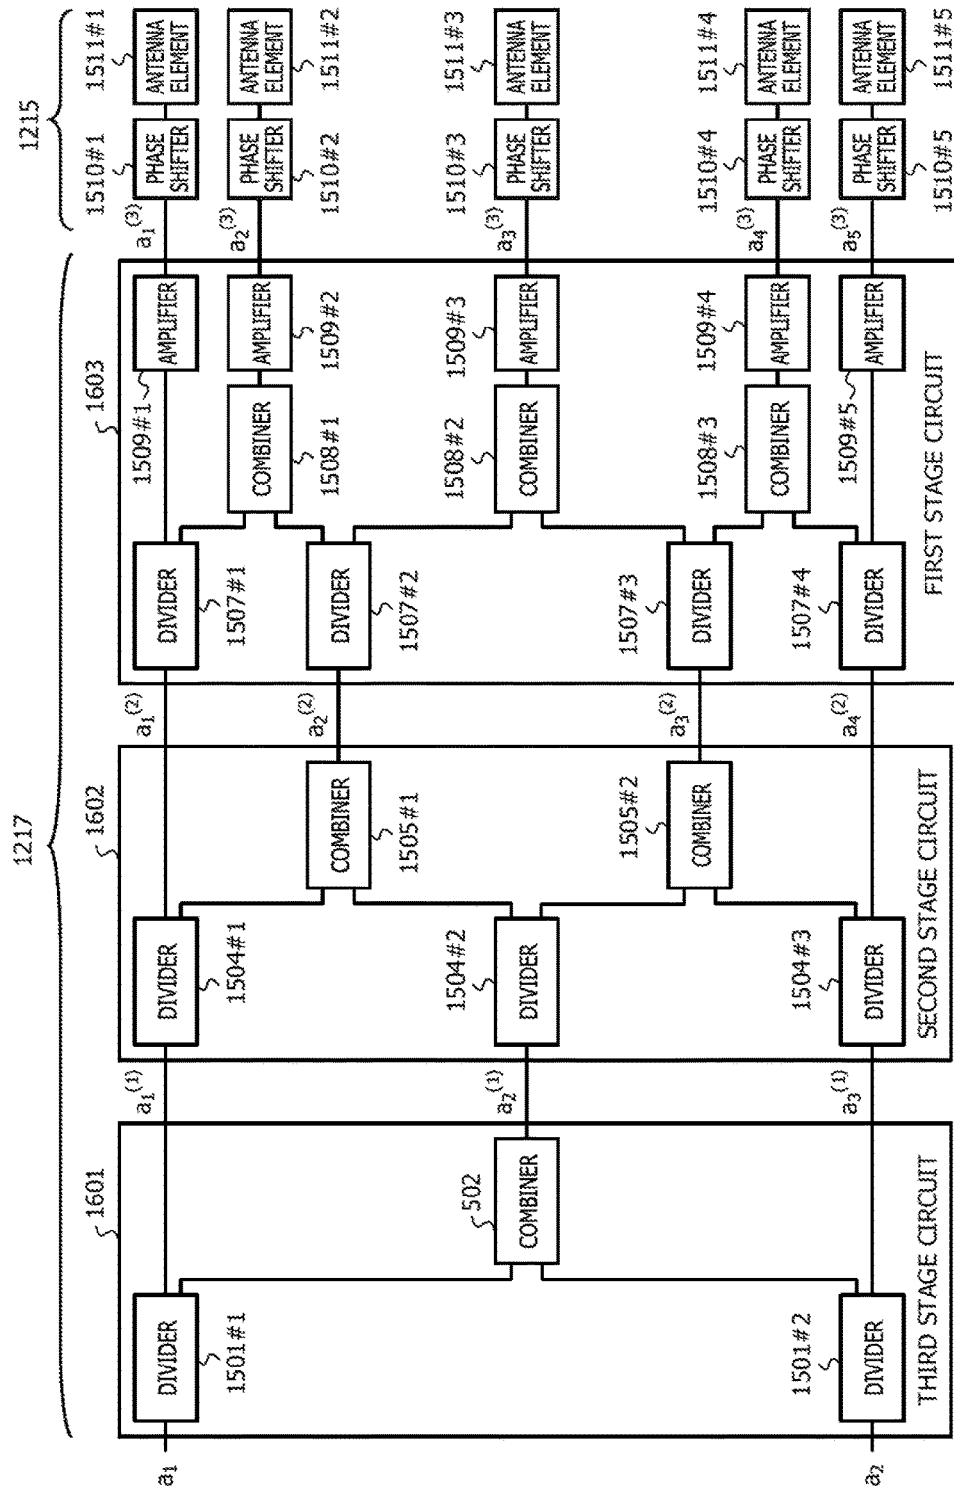 1217
1215
1601
1602
1603
a1
DIVIDER
1501#1
502
COMBINER
a2
DIVIDER
1501#2
THIRD STAGE CIRCUIT
a1(1)
a2(1)
a3(1)
DIVIDER
1504#1
COMBINER
1505#1
DIVIDER
1504#2
COMBINER
1505#2
DIVIDER
1504#3
SECOND STAGE CIRCUIT
a1(2)
a2(2)
a3(2)
a4(2)
DIVIDER
1507#1
DIVIDER
1507#2
DIVIDER
1507#3
DIVIDER
1507#4
COMBINER
1508#1
COMBINER
1508#2
COMBINER
1508#3
AMPLIFIER
1509#1
AMPLIFIER
1509#2
AMPLIFIER
1509#3
AMPLIFIER
1509#4
AMPLIFIER
1509#5
FIRST STAGE CIRCUIT
a1(3)
a2(3)
a3(3)
a4(3)
a5(3)
PHASE
SHIFTER
1510#1
PHASE
SHIFTER
1510#2
PHASE
SHIFTER
1510#3
PHASE
SHIFTER
1510#4
PHASE
SHIFTER
1510#5
ANTENNA
ELEMENT
1511#1
ANTENNA
ELEMENT
1511#2
ANTENNA
ELEMENT
1511#3
ANTENNA
ELEMENT
1511#4
ANTENNA
ELEMENT
1511#5